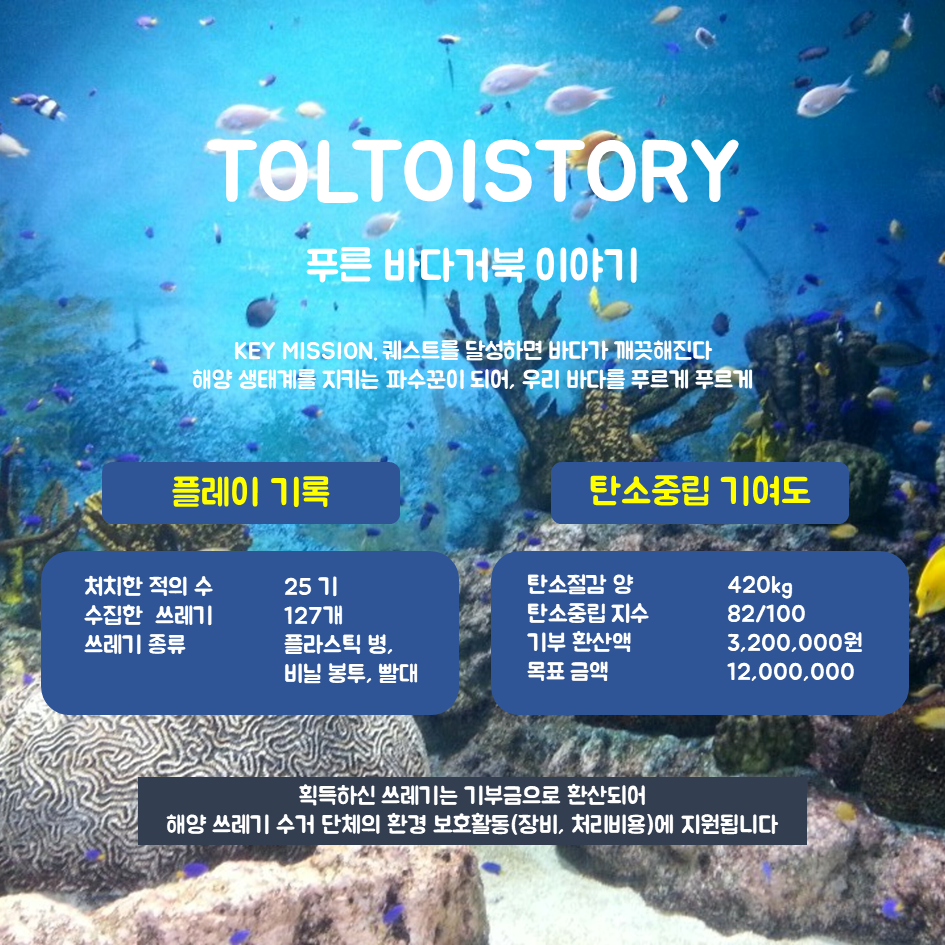 TOLTOISTORY
푸른 바다거북 이야기
KEY MISSION. 퀘스트를 달성하면 바다가 깨끗해진다
해양 생태계를 지키는 파수꾼이 되어, 우리 바다를 푸르게 푸르게
플레이 기록
처치한 적의 수 25 기
수집한 쓰레기 127개
쓰레기 종류 플라스틱 병,
비닐 봉투, 빨대
탄소중립 기여도
탄소절감 양 420kg
탄소중립 지수 82/100
기부 환산액 3,200,000원
목표 금액 12,000,000
획득하신 쓰레기는 기부금으로 환산되어
해양 쓰레기 수거 단체의 환경 보호활동(장비, 처리비용)에 지원됩니다